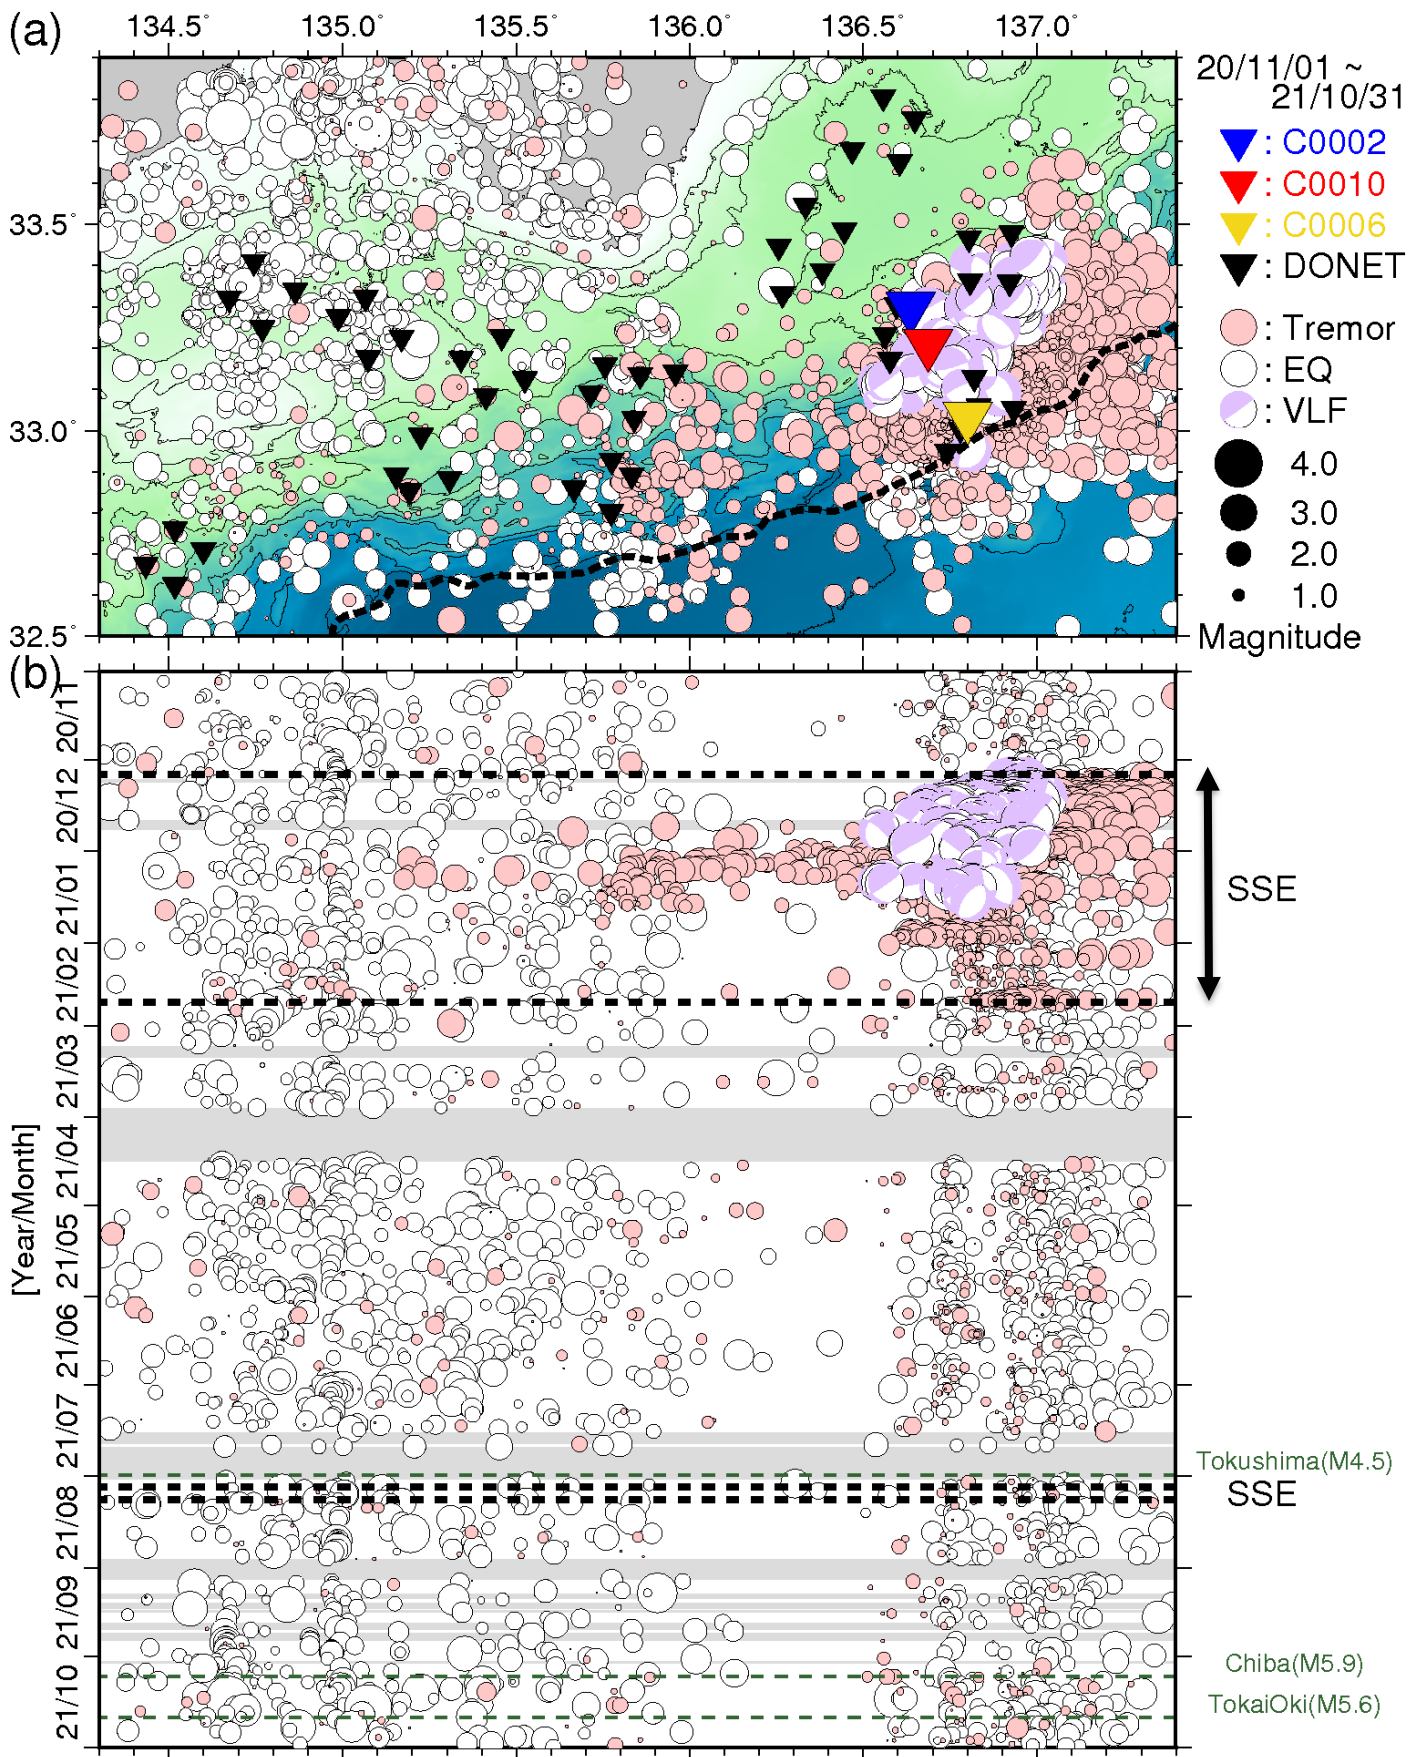 (a)
134.5° 135.0° 135.5° 136.0° 136.5° 137.0°
33.5°
33.0°
32.5°
20/11/01 ~
21/10/31
: C0002
: C0010
: C0006
: DONET
: Tremor
: EQ
: VLF
4.0
3.0
2.0
1.0
Magnitude
(b)
[Year/Month]
20/11
20/12
21/01
21/02
21/03
21/04
21/05
21/06
21/07
21/08
21/09
21/10
SSE
Tokushima(M4.5)
SSE
Chiba(M5.9)
TokaiOki(M5.6)